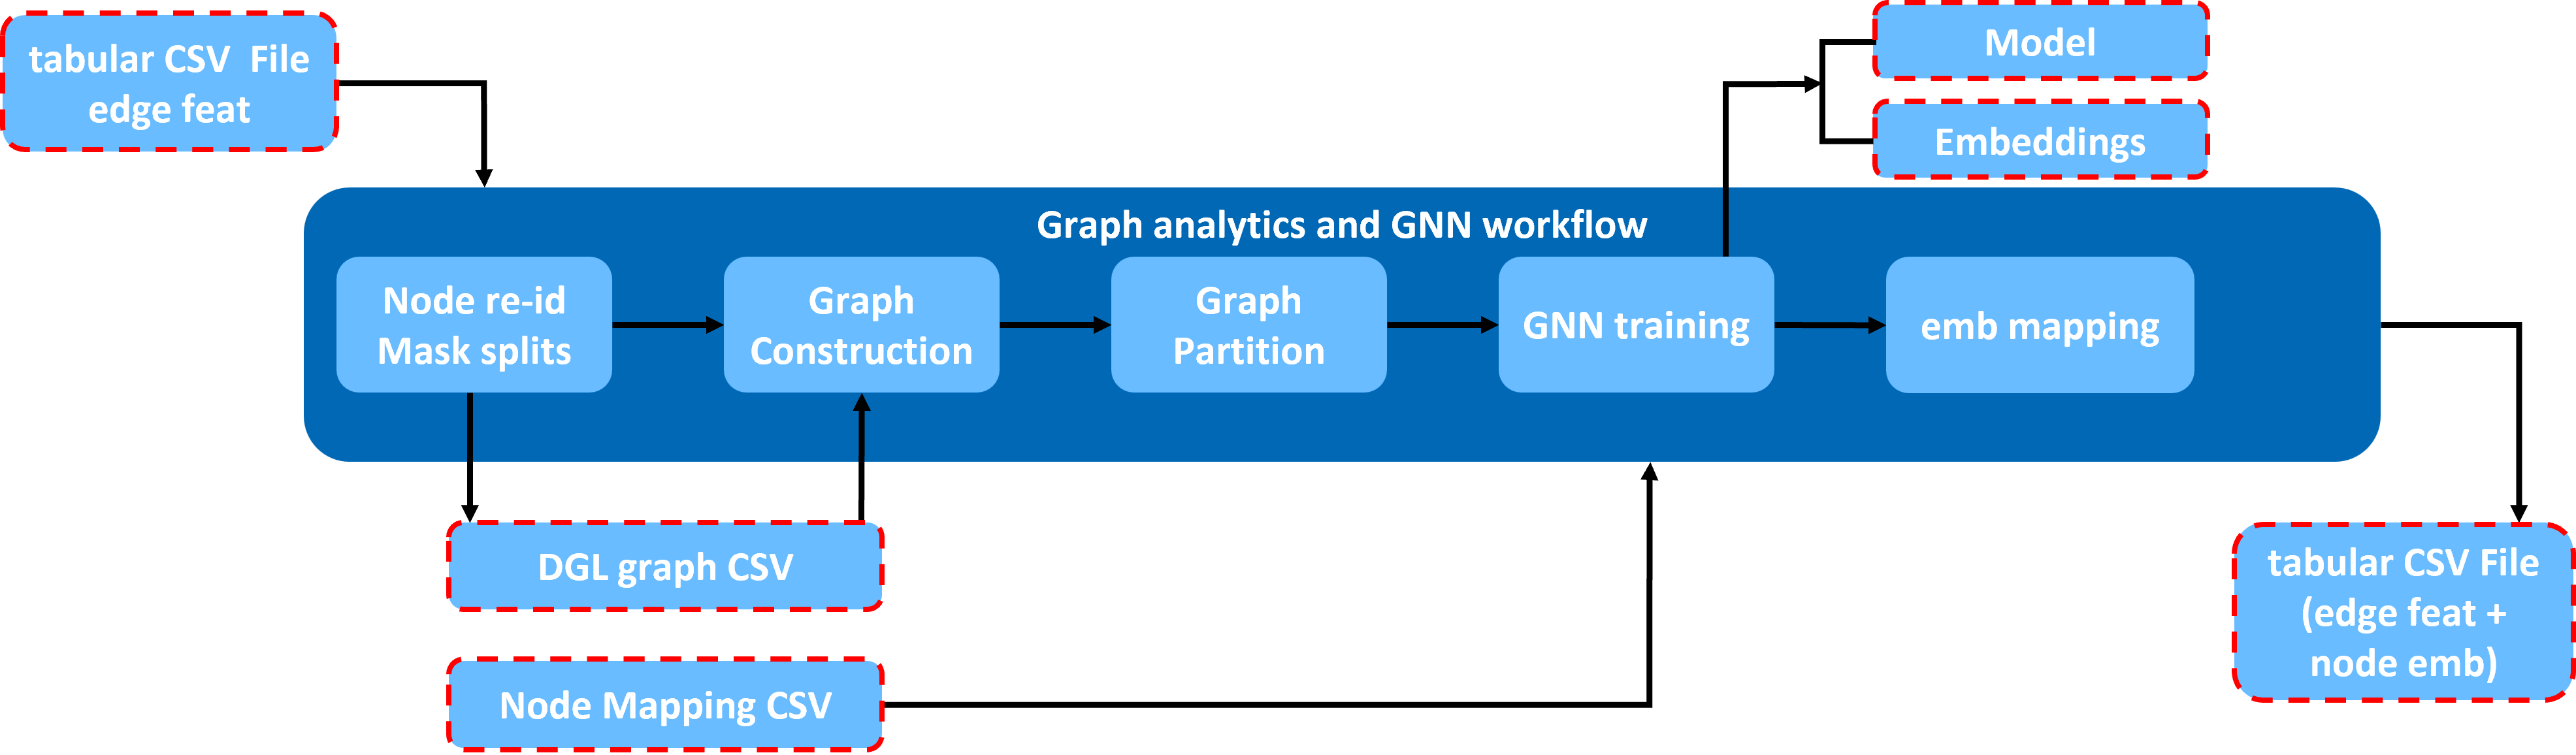 tabular CSV File
edge feat
Model
Embeddings
Graph analytics and GNN workflow
Node re-id
Mask splits
Graph
Construction
Graph
Partition
GNN training
emb mapping
DGL graph CSV
Node Mapping CSV
tabular CSV File
(edge feat +
node emb)